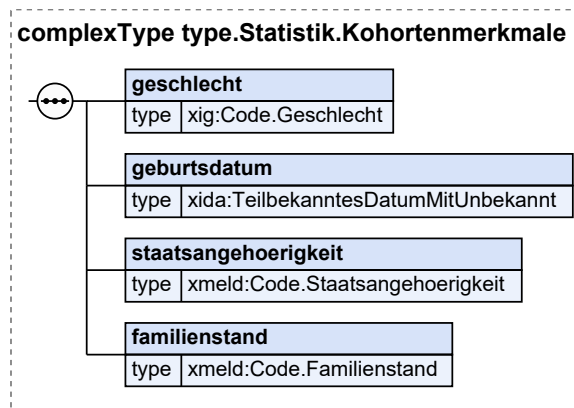 complexType type.Statistik.Kohortenmerkmale
geschlecht
type xig:Code.Geschlecht
geburtsdatum
type xida:TeilbekanntesDatumMitUnbekannt
staatsangehoerigkeit
type xmeld:Code.Staatsangehoerigkeit
familienstand
type xmeld:Code.Familienstand